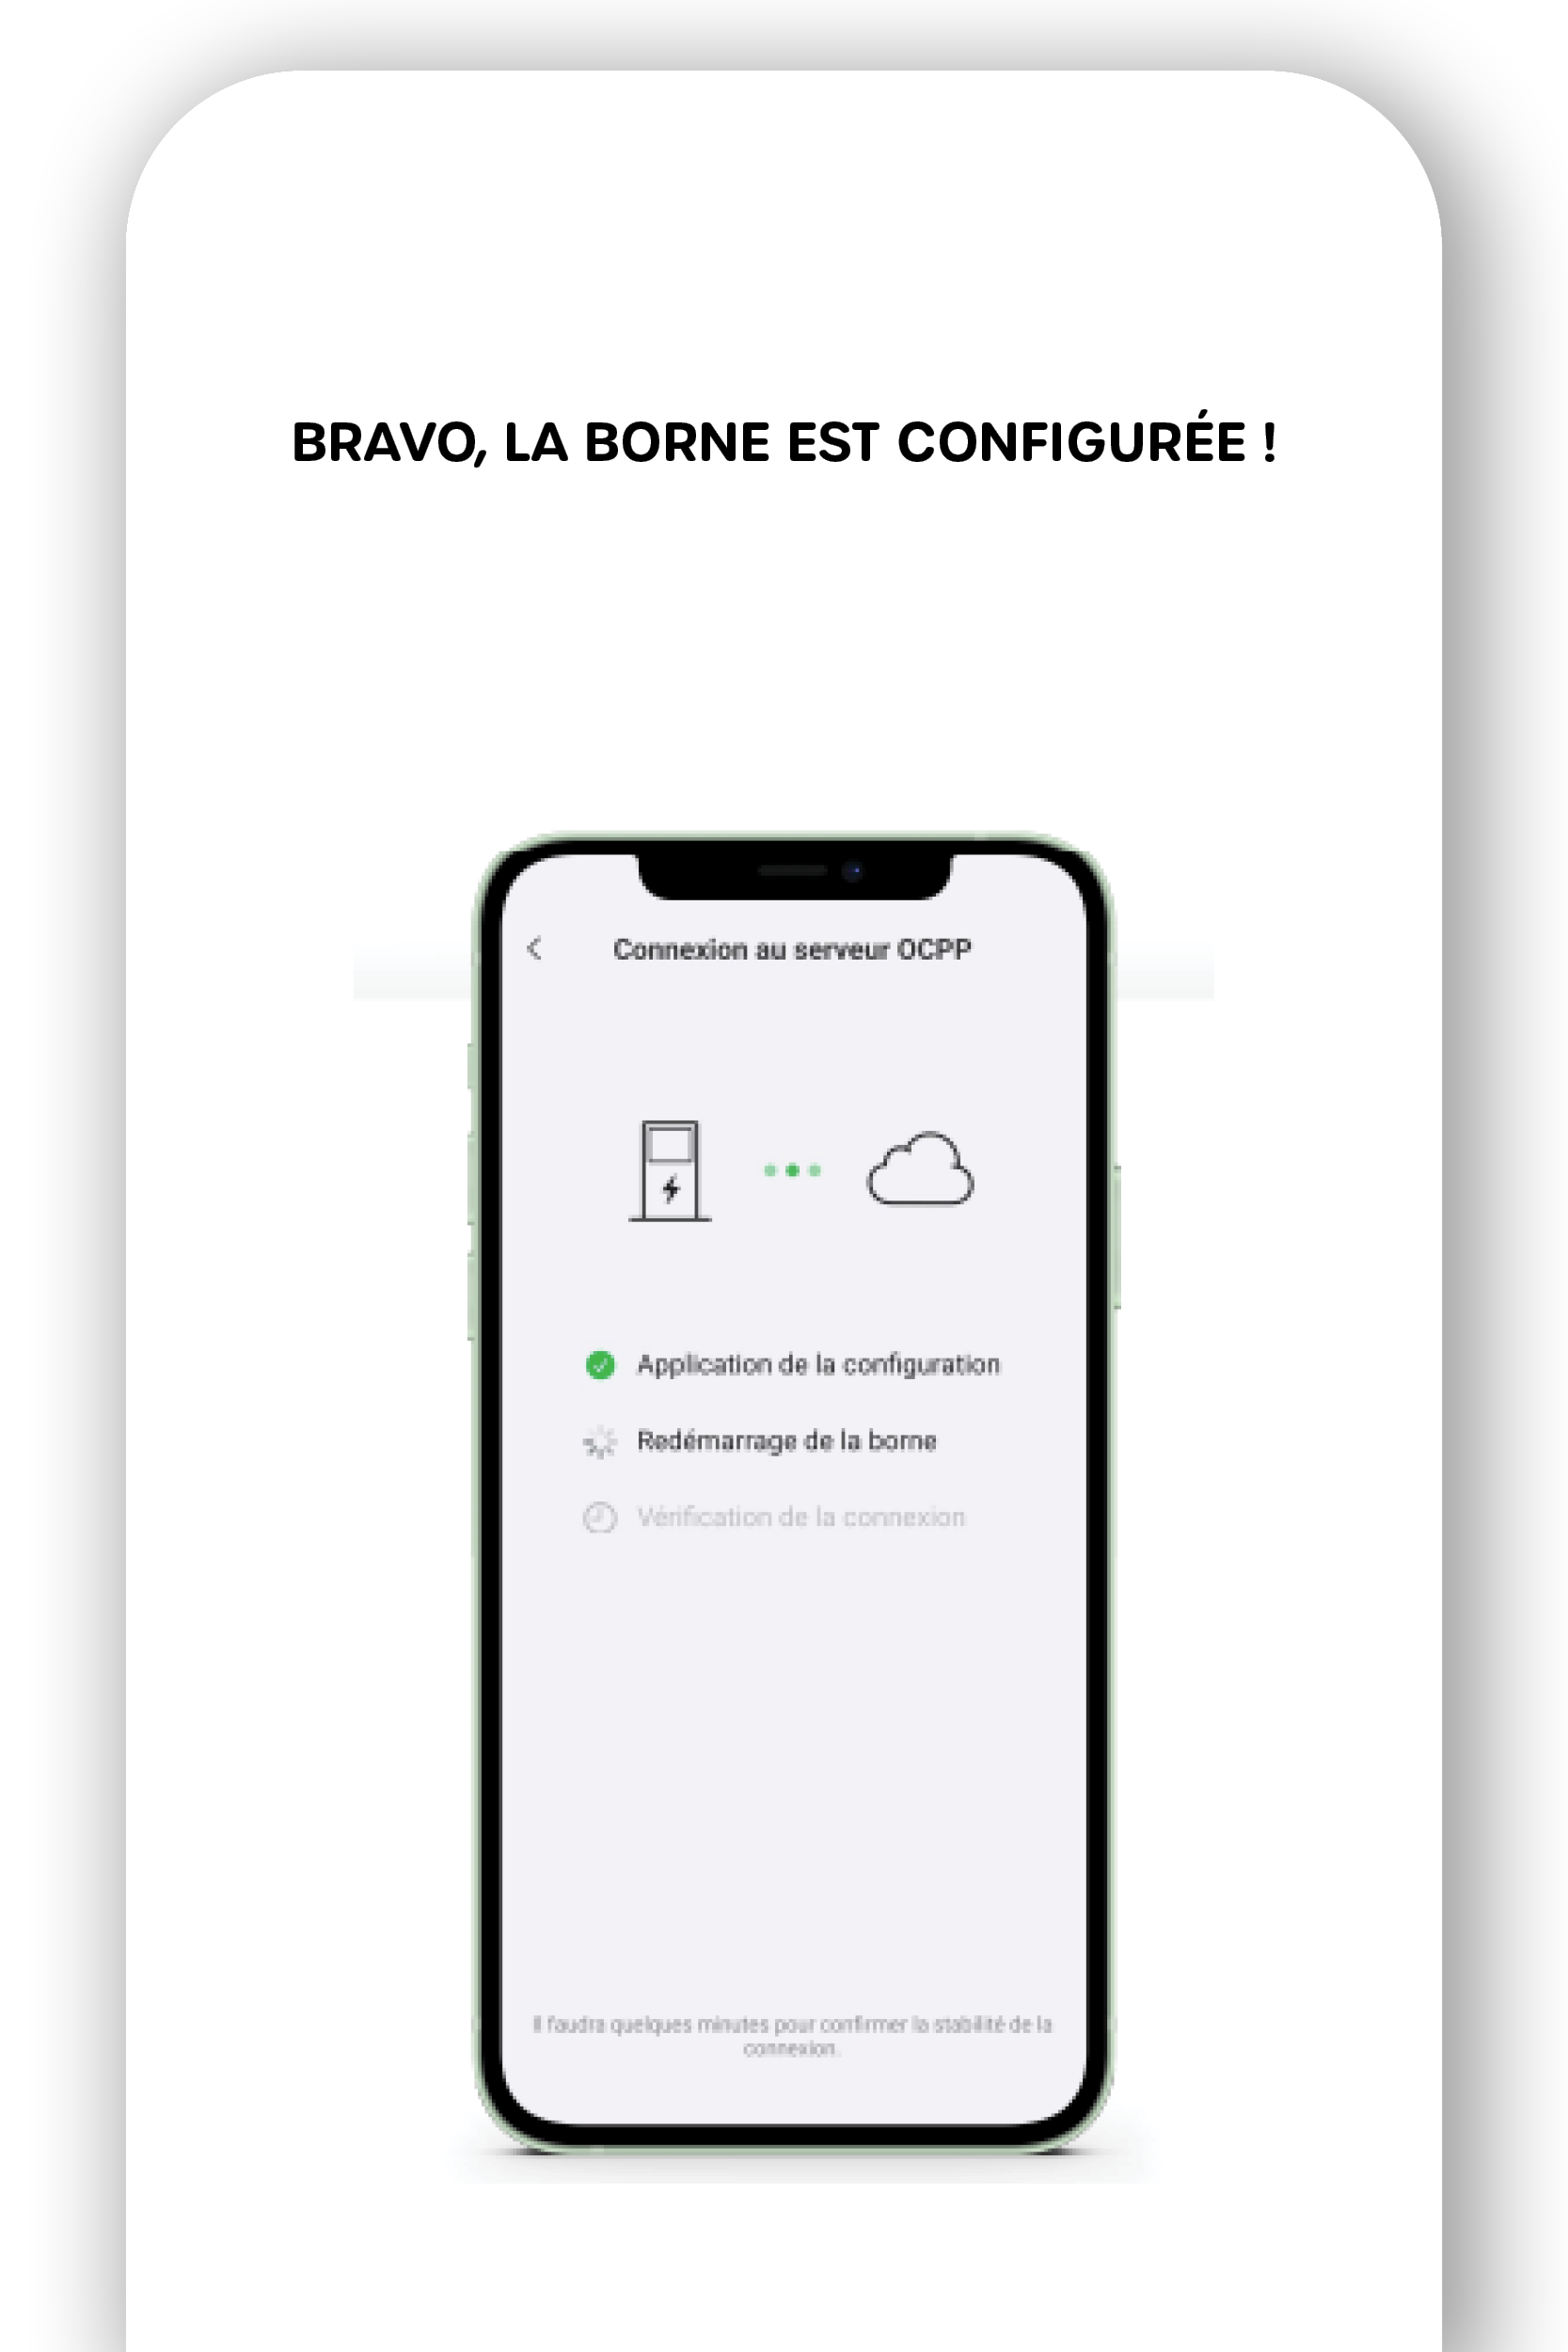 BRAVO, LA BORNE EST CONFIGURÉE !
Connexion au serveur OCPP
Application de la configuration
Redémarrage de la borne
Vérification de la connexion
Il faudra quelques minutes pour confirmer la stabilité de la
connexion.